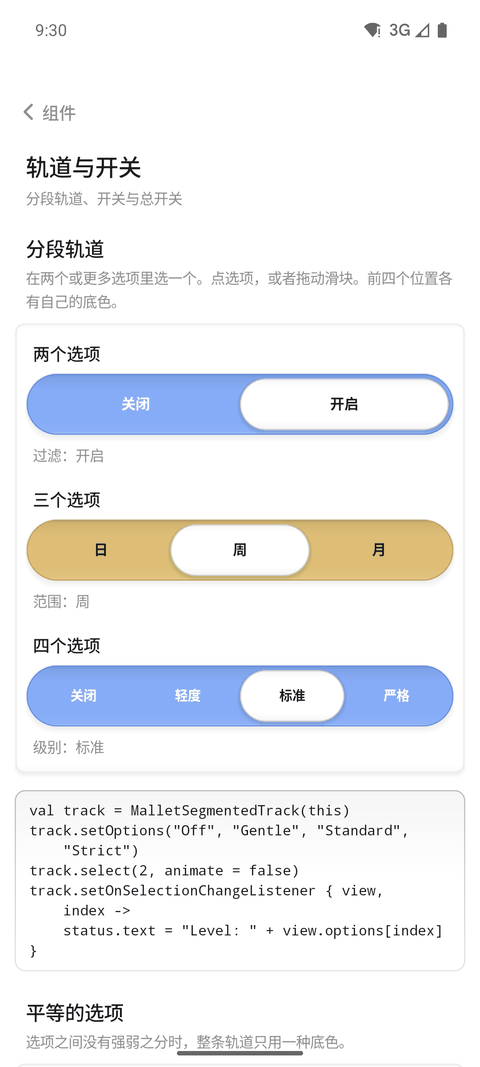 9:30
3G
组件
轨道与开关
分段轨道、开关与总开关
分段轨道
在两个或更多选项里选一个。点选项，或者拖动滑块。前四个位置各
有自己的底色。
两个选项
关闭 开启
过滤：开启
三个选项
日 周 月
范围：周
四个选项
关闭 轻度 标准 严格
级别：标准
val track = MalletSegmentedTrack(this)
track.setOptions("Off", "Gentle", "Standard",
    "Strict")
track.select(2, animate = false)
track.setOnSelectionChangeListener { view,
    index ->
    status.text = "Level: " + view.options[index]
}
平等的选项
选项之间没有强弱之分时，整条轨道只用一种底色。